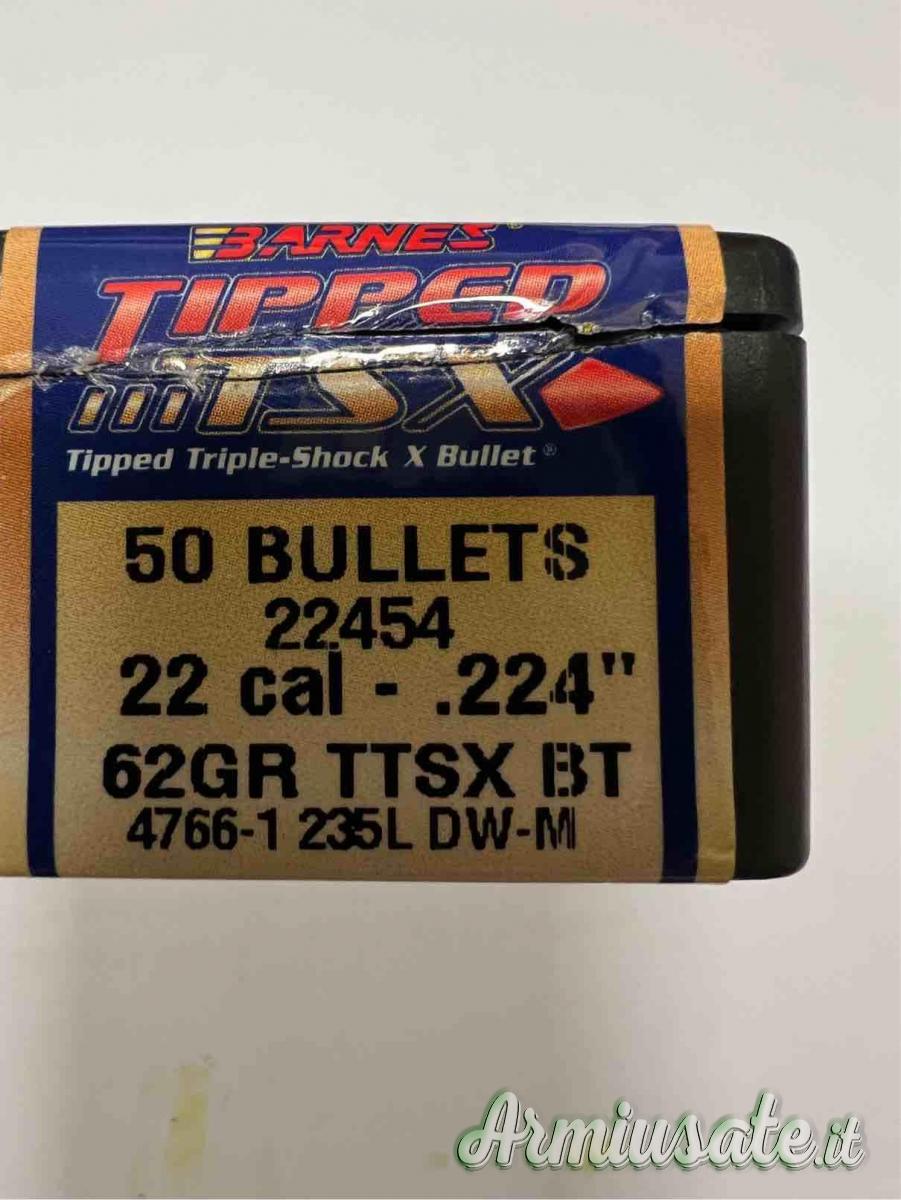 BARNES®
TIPPED
TSX
Tipped Triple-Shock X Bullet®
50 BULLETS
22454
22 cal - .224"
62GR TTSX BT
4766-1 235L DW-M
Armiusate.it